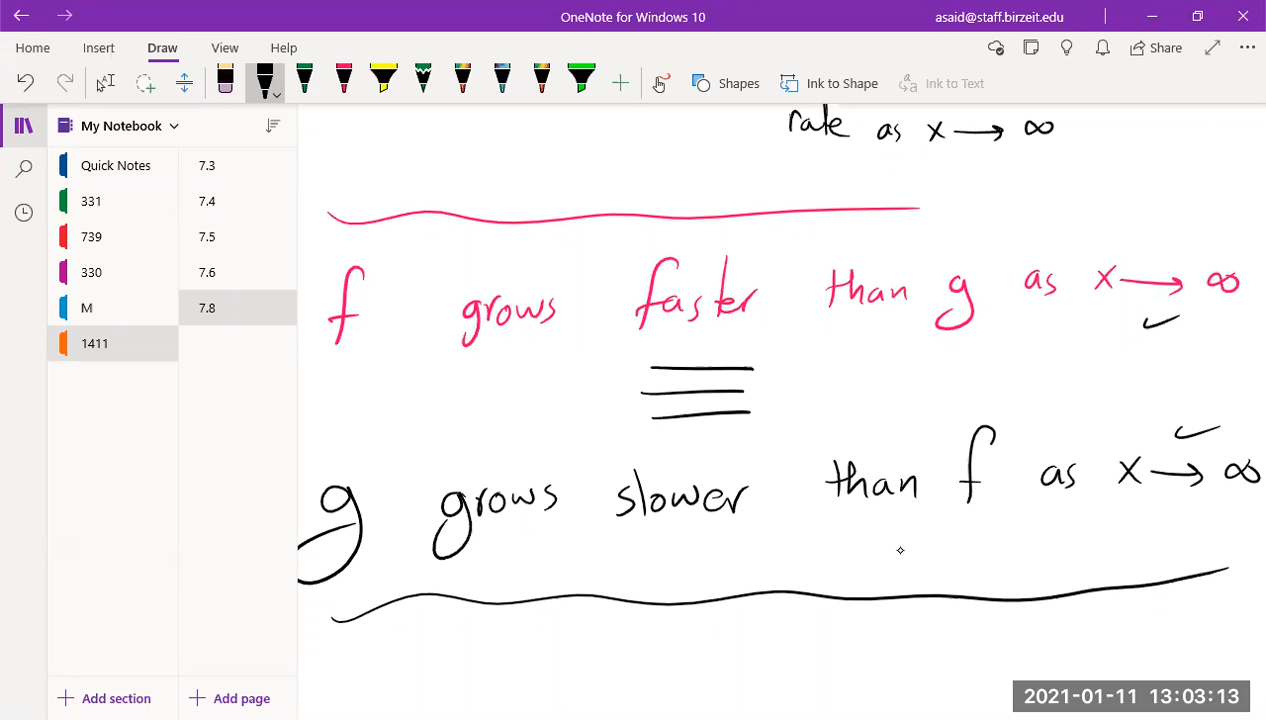 OneNote for Windows 10
asaid@staff.birzeit.edu
Home Insert Draw View Help
Share
Shapes Ink to Shape Ink to Text
My Notebook
Quick Notes 7.3
331 7.4
739 7.5
330 7.6
M 7.8
1411
rate as x → ∞
f grows faster than g as x → ∞
g grows slower than f as x → ∞
Add section Add page
2021-01-11 13:03:13